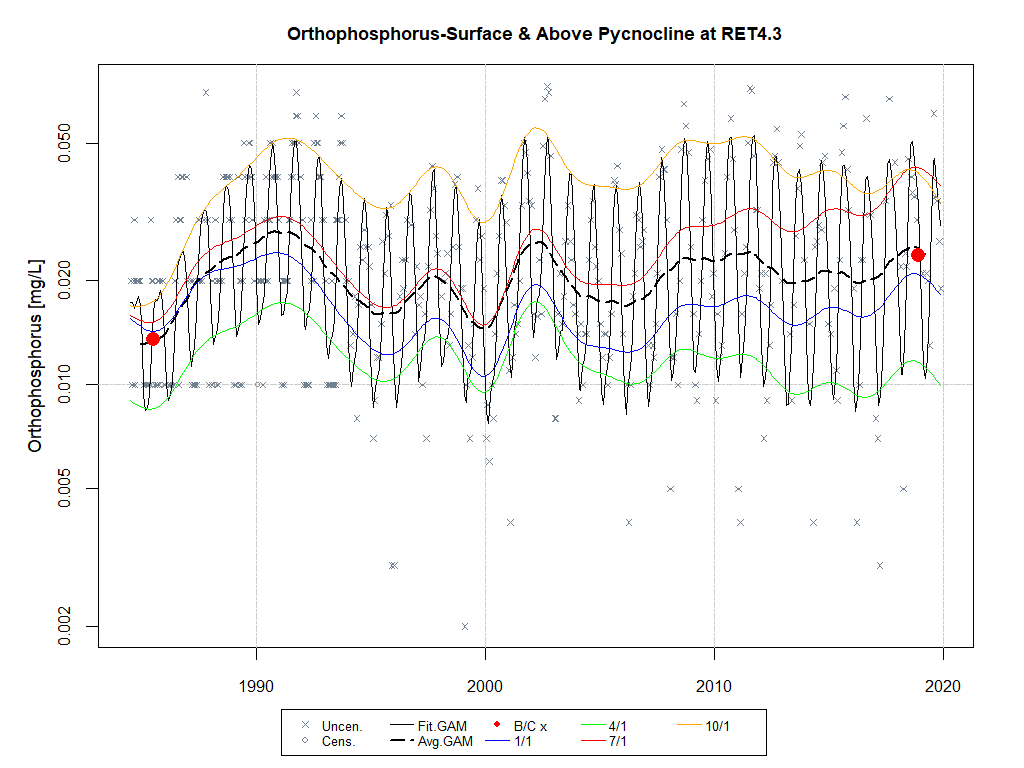 Orthophosphorus-Surface & Above Pycnocline at RET4.3
Orthophosphorus [mg/L]
0.050
0.020
0.010
0.005
0.002
1990 2000 2010 2020
Uncen. Fit.GAM B/C x 4/1 10/1
Cens. Avg.GAM 1/1 7/1